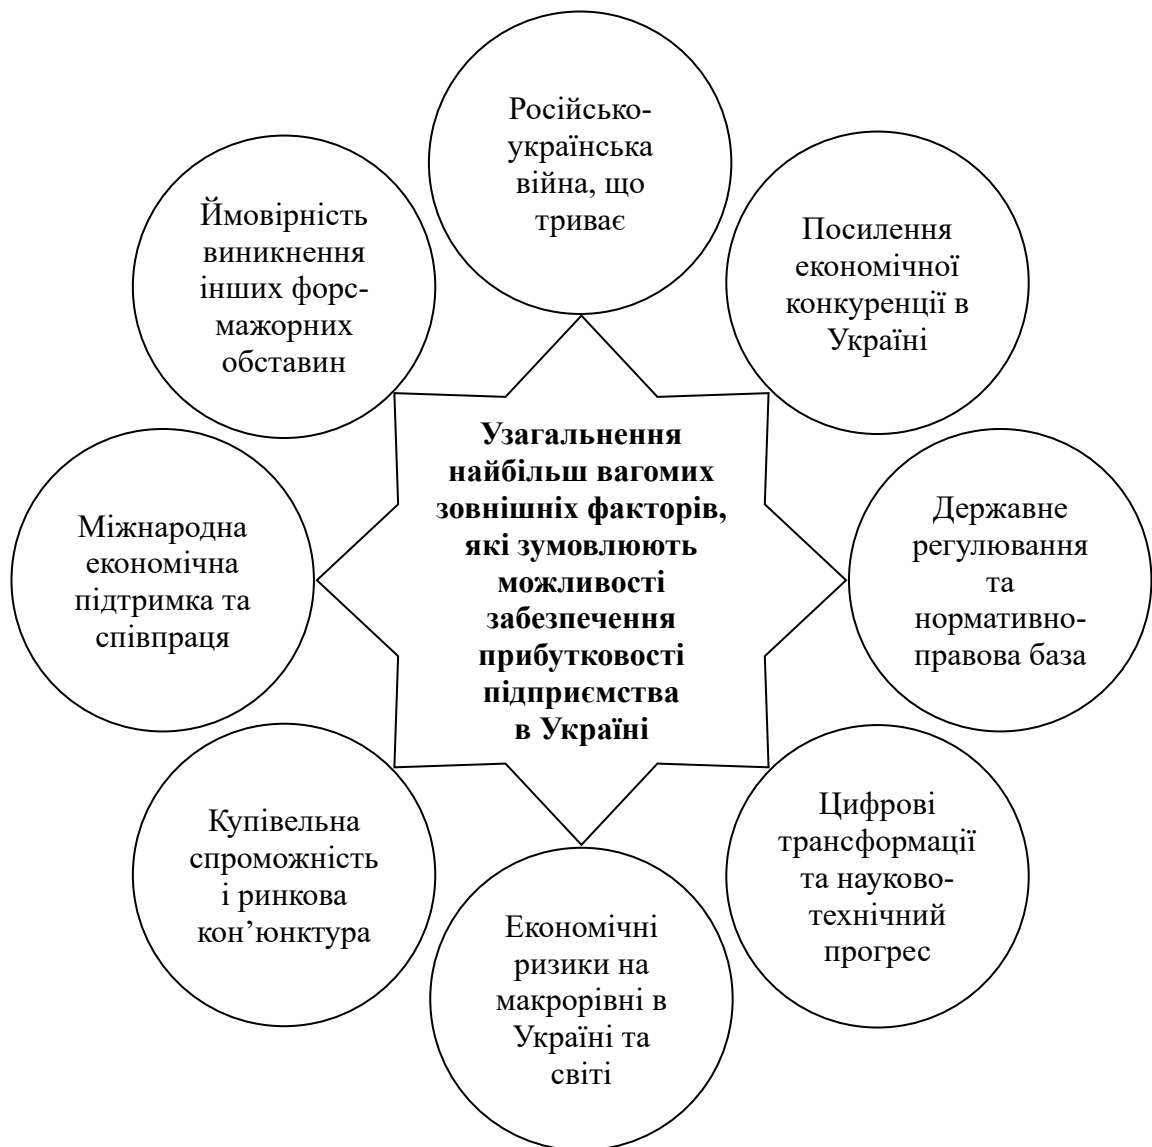 Російсько-
українська
війна, що
триває
Посилення
економічної
конкуренції в
Україні
Державне
регулювання
та
нормативно-
правова база
Цифрові
трансформації
та науково-
технічний
прогрес
Економічні
ризики на
макрорівні в
Україні та
світі
Купівельна
спроможність
і ринкова
кон’юнктура
Міжнародна
економічна
підтримка та
співпраця
Ймовірність
виникнення
інших форс-
мажорних
обставин
Узагальнення
найбільш вагомих
зовнішніх факторів,
які зумовлюють
можливості
забезпечення
прибутковості
підприємства
в Україні